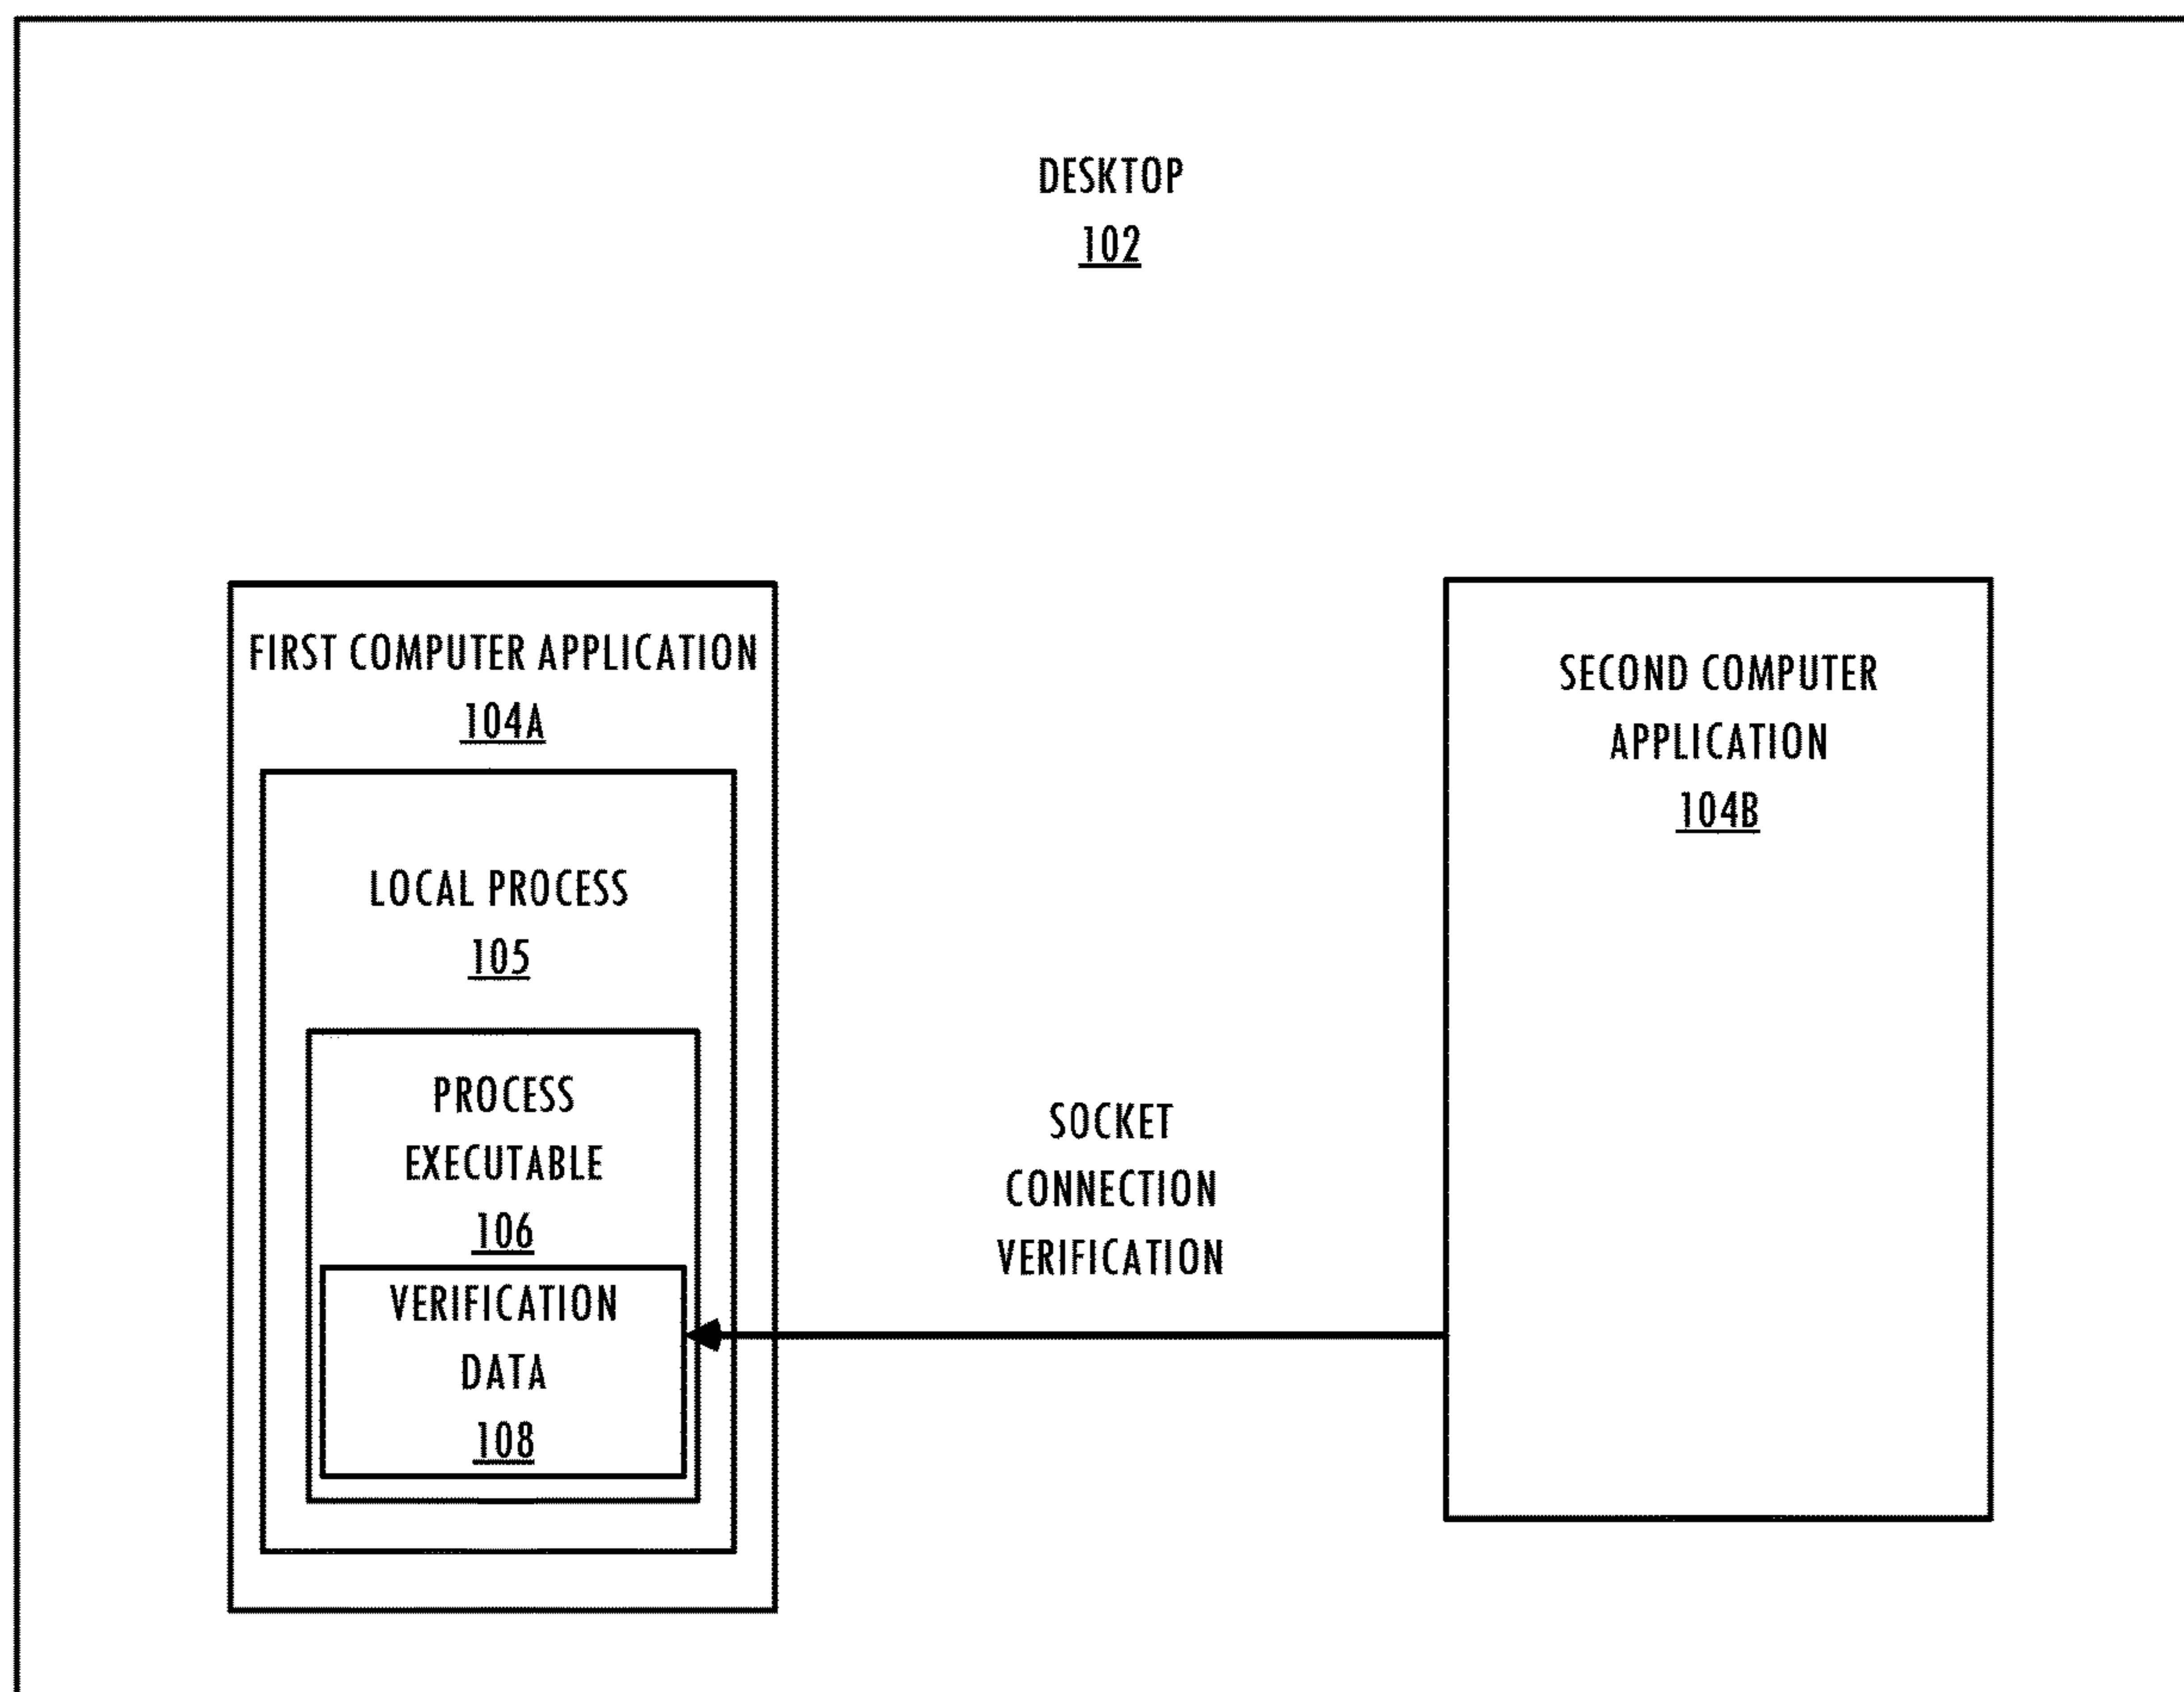 DESKTOP
102
FIRST COMPUTER APPLICATION
104A
LOCAL PROCESS
105
PROCESS
EXECUTABLE
106
VERIFICATION
DATA
108
SOCKET
CONNECTION
VERIFICATION
SECOND COMPUTER
APPLICATION
104B